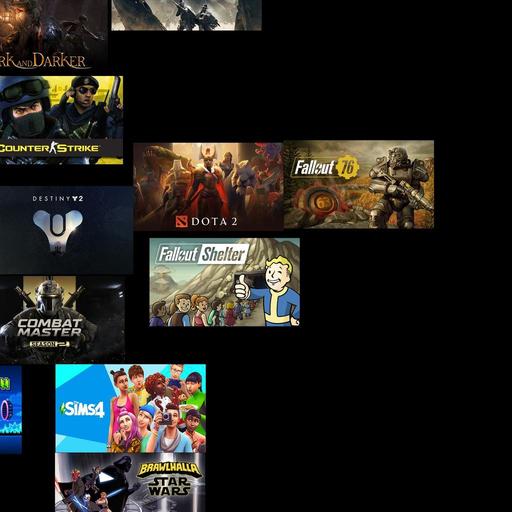 RK AND DARKER
COUNTER STRIKE
DESTINY 2
DOTA 2
Fallout 76
Fallout Shelter
COMBAT
MASTER
SEASON 2
THE SIMS 4
BRAWLHALLA
STAR
WARS